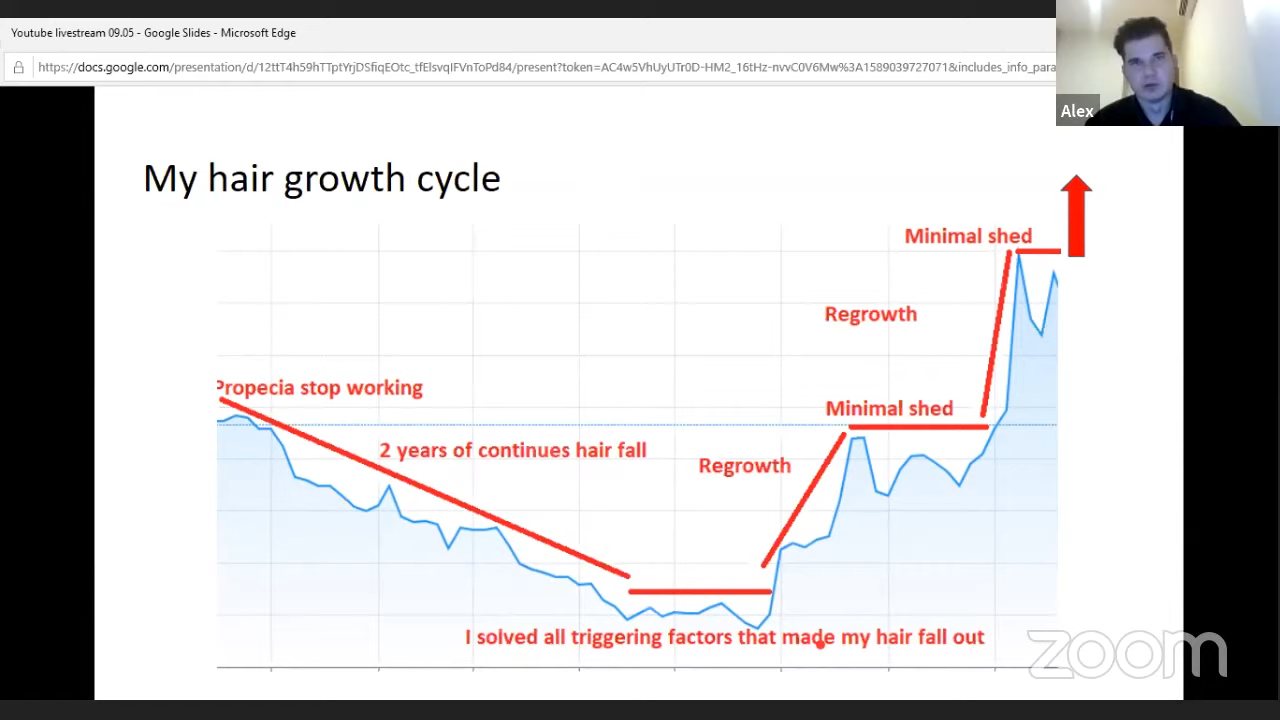 Youtube livestream 09.05 - Google Slides - Microsoft Edge
https://docs.google.com/presentation/d/12ttT4h59hTTptYrjDSfiqEOtc_tfElsvqIFVnToPd84/present?token=AC4w5VhUyUTr0D-HM2_16tHz-nvvC0V6Mw%3A1589039727071&includes_info_para
Alex
My hair growth cycle
Minimal shed
Regrowth
Propecia stop working
Minimal shed
2 years of continues hair fall
Regrowth
I solved all triggering factors that made my hair fall out
zoom